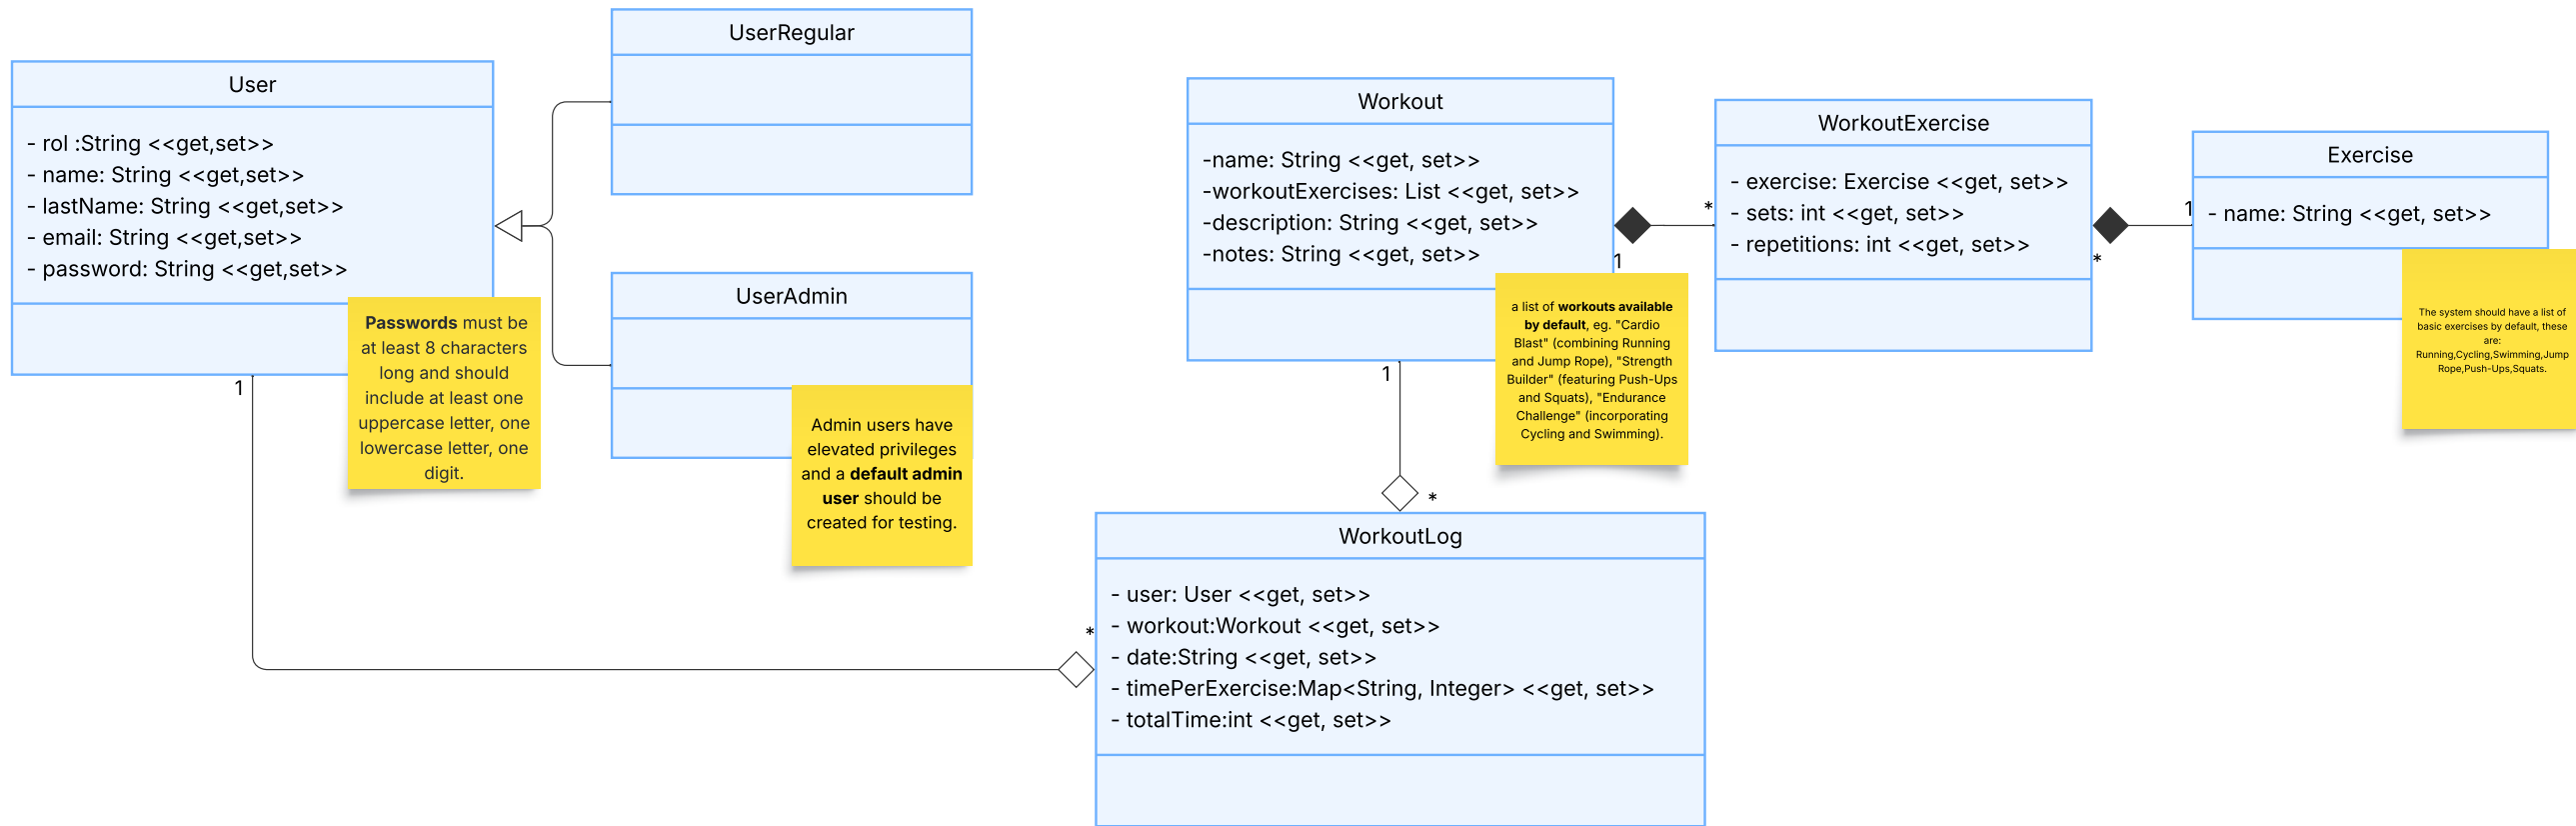 User
- rol :String <<get,set>>
- name: String <<get,set>>
- lastName: String <<get,set>>
- email: String <<get,set>>
- password: String <<get,set>>
Passwords must be
at least 8 characters
long and should
include at least one
uppercase letter, one
lowercase letter, one
digit.
1
UserRegular
UserAdmin
Admin users have
elevated privileges
and a default admin
user should be
created for testing.
Workout
-name: String <<get, set>>
-workoutExercises: List <<get, set>>
-description: String <<get, set>>
-notes: String <<get, set>>
1
*
a list of workouts available
by default, eg. "Cardio
Blast" (combining Running
and Jump Rope), "Strength
Builder" (featuring Push-Ups
and Squats), "Endurance
Challenge" (incorporating
Cycling and Swimming).
WorkoutExercise
- exercise: Exercise <<get, set>>
- sets: int <<get, set>>
- repetitions: int <<get, set>>
*
1
Exercise
- name: String <<get, set>>
The system should have a list of
basic exercises by default, these
are:
Running,Cycling,Swimming,Jump
Rope,Push-Ups,Squats.
1
*
*
WorkoutLog
- user: User <<get, set>>
- workout:Workout <<get, set>>
- date:String <<get, set>>
- timePerExercise:Map<String, Integer> <<get, set>>
- totalTime:int <<get, set>>